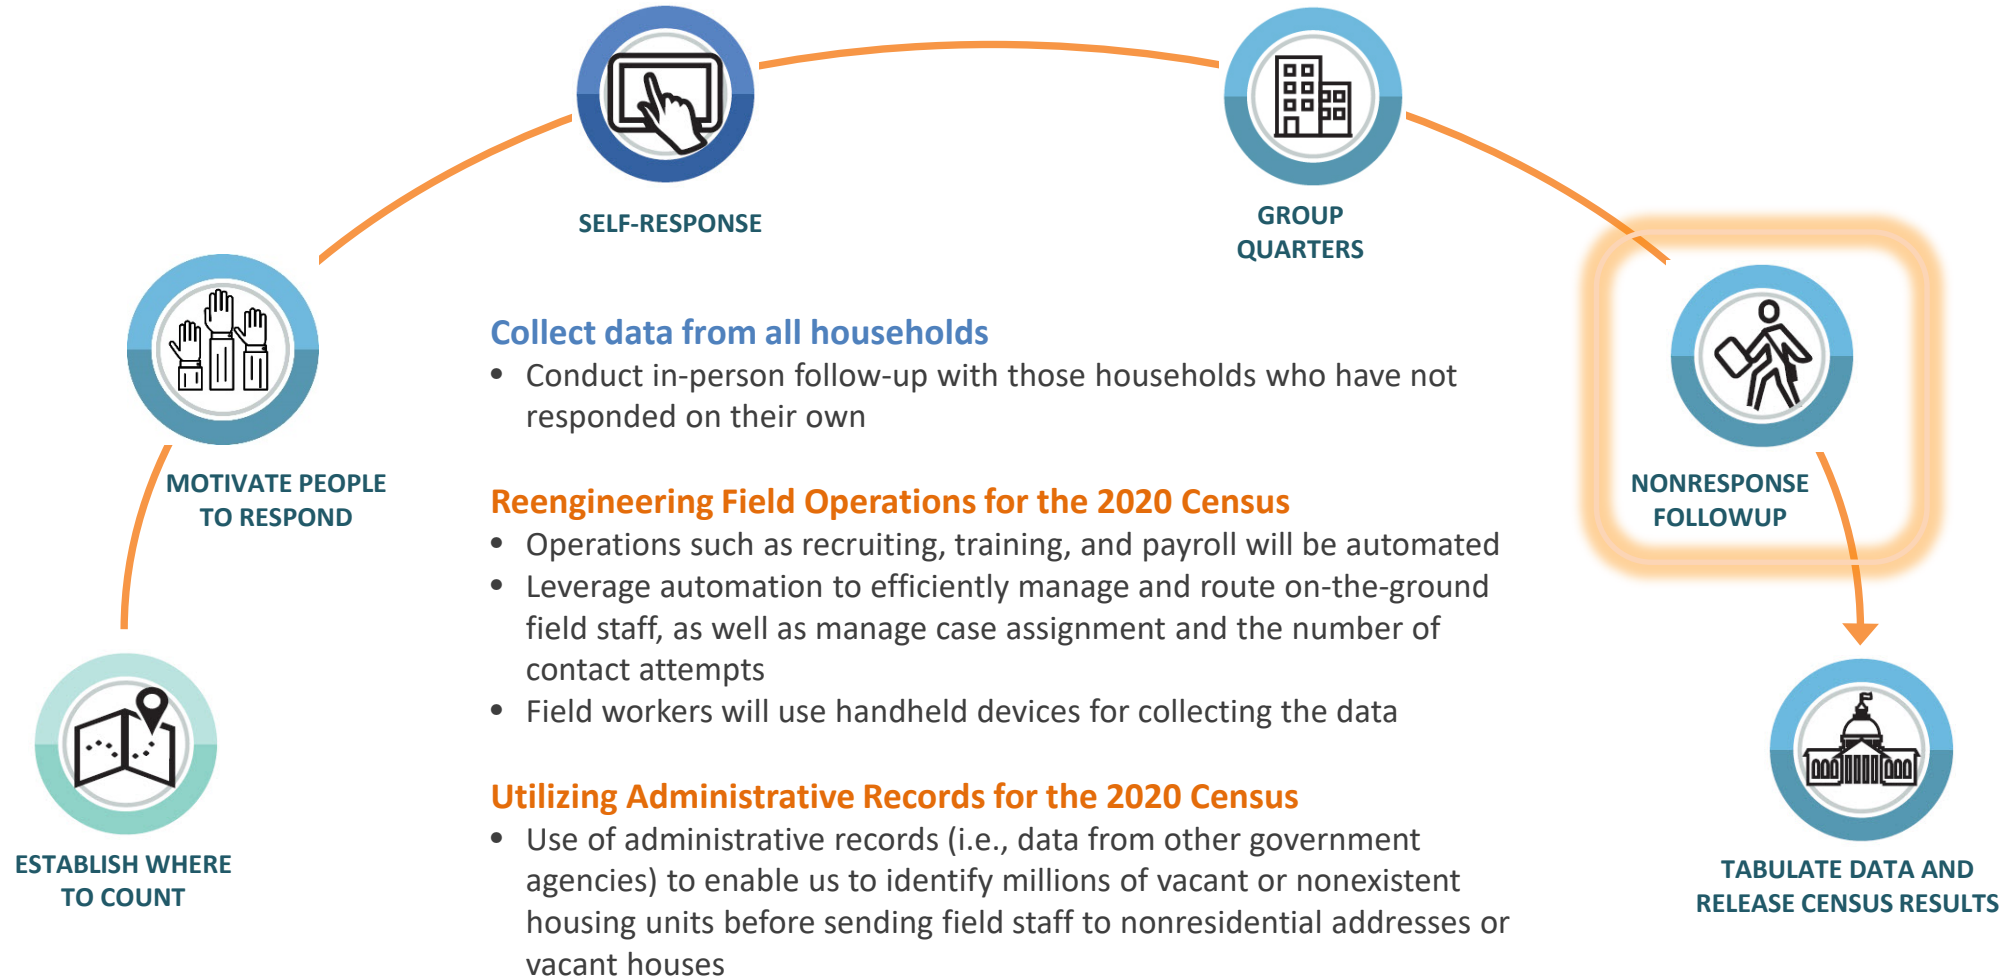 SELF-RESPONSE
GROUP
QUARTERS
MOTIVATE PEOPLE
TO RESPOND
NONRESPONSE
FOLLOWUP
ESTABLISH WHERE
TO COUNT
TABULATE DATA AND
RELEASE CENSUS RESULTS
Collect data from all households
• Conduct in-person follow-up with those households who have not
responded on their own
Reengineering Field Operations for the 2020 Census
• Operations such as recruiting, training, and payroll will be automated
• Leverage automation to efficiently manage and route on-the-ground
field staff, as well as manage case assignment and the number of
contact attempts
• Field workers will use handheld devices for collecting the data
Utilizing Administrative Records for the 2020 Census
• Use of administrative records (i.e., data from other government
agencies) to enable us to identify millions of vacant or nonexistent
housing units before sending field staff to nonresidential addresses or
vacant houses